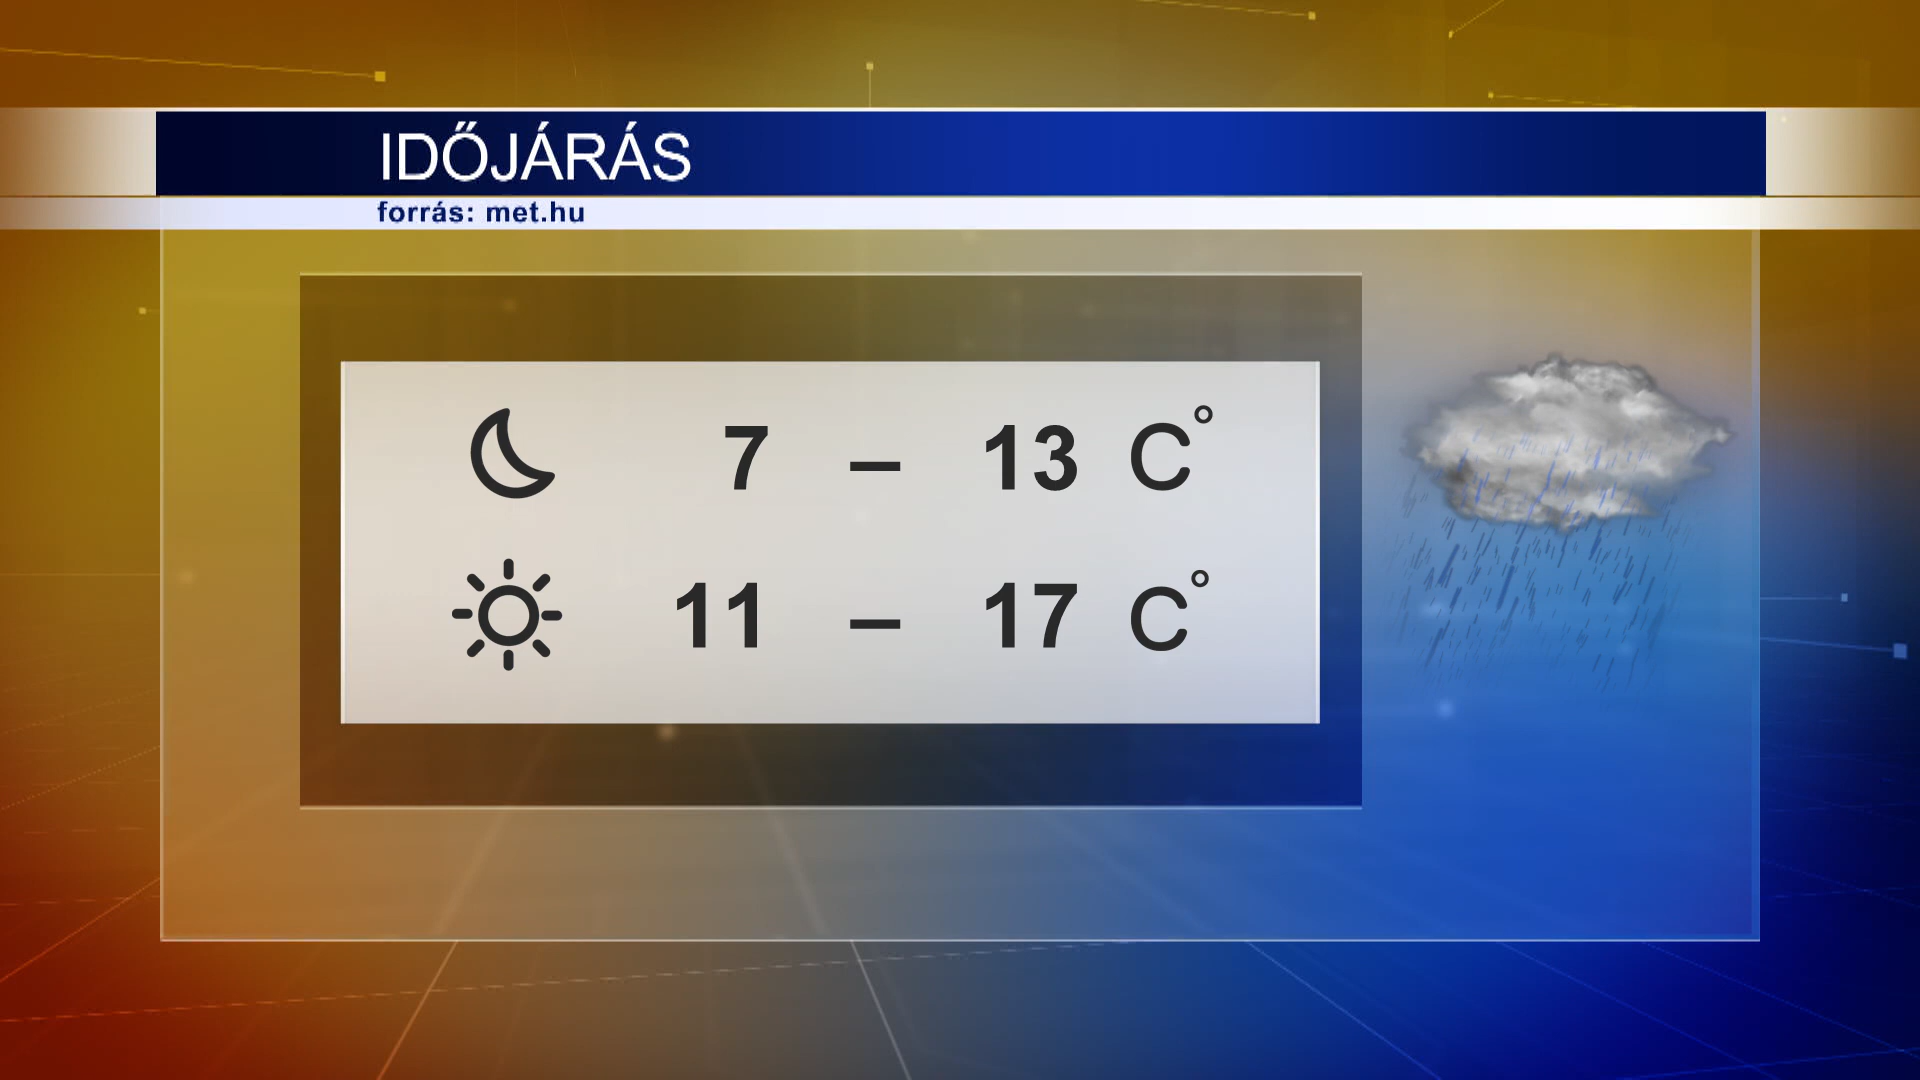 IDŐJÁRÁS
forrás: met.hu
7 – 13 C°
11 – 17 C°